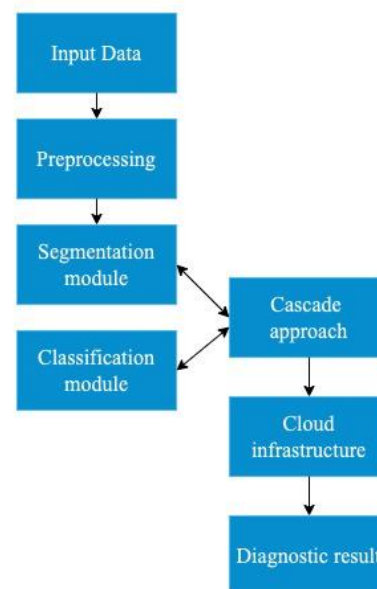 Input Data
Preprocessing
Segmentation
module
Classification
module
Cascade
approach
Cloud
infrastructure
Diagnostic result